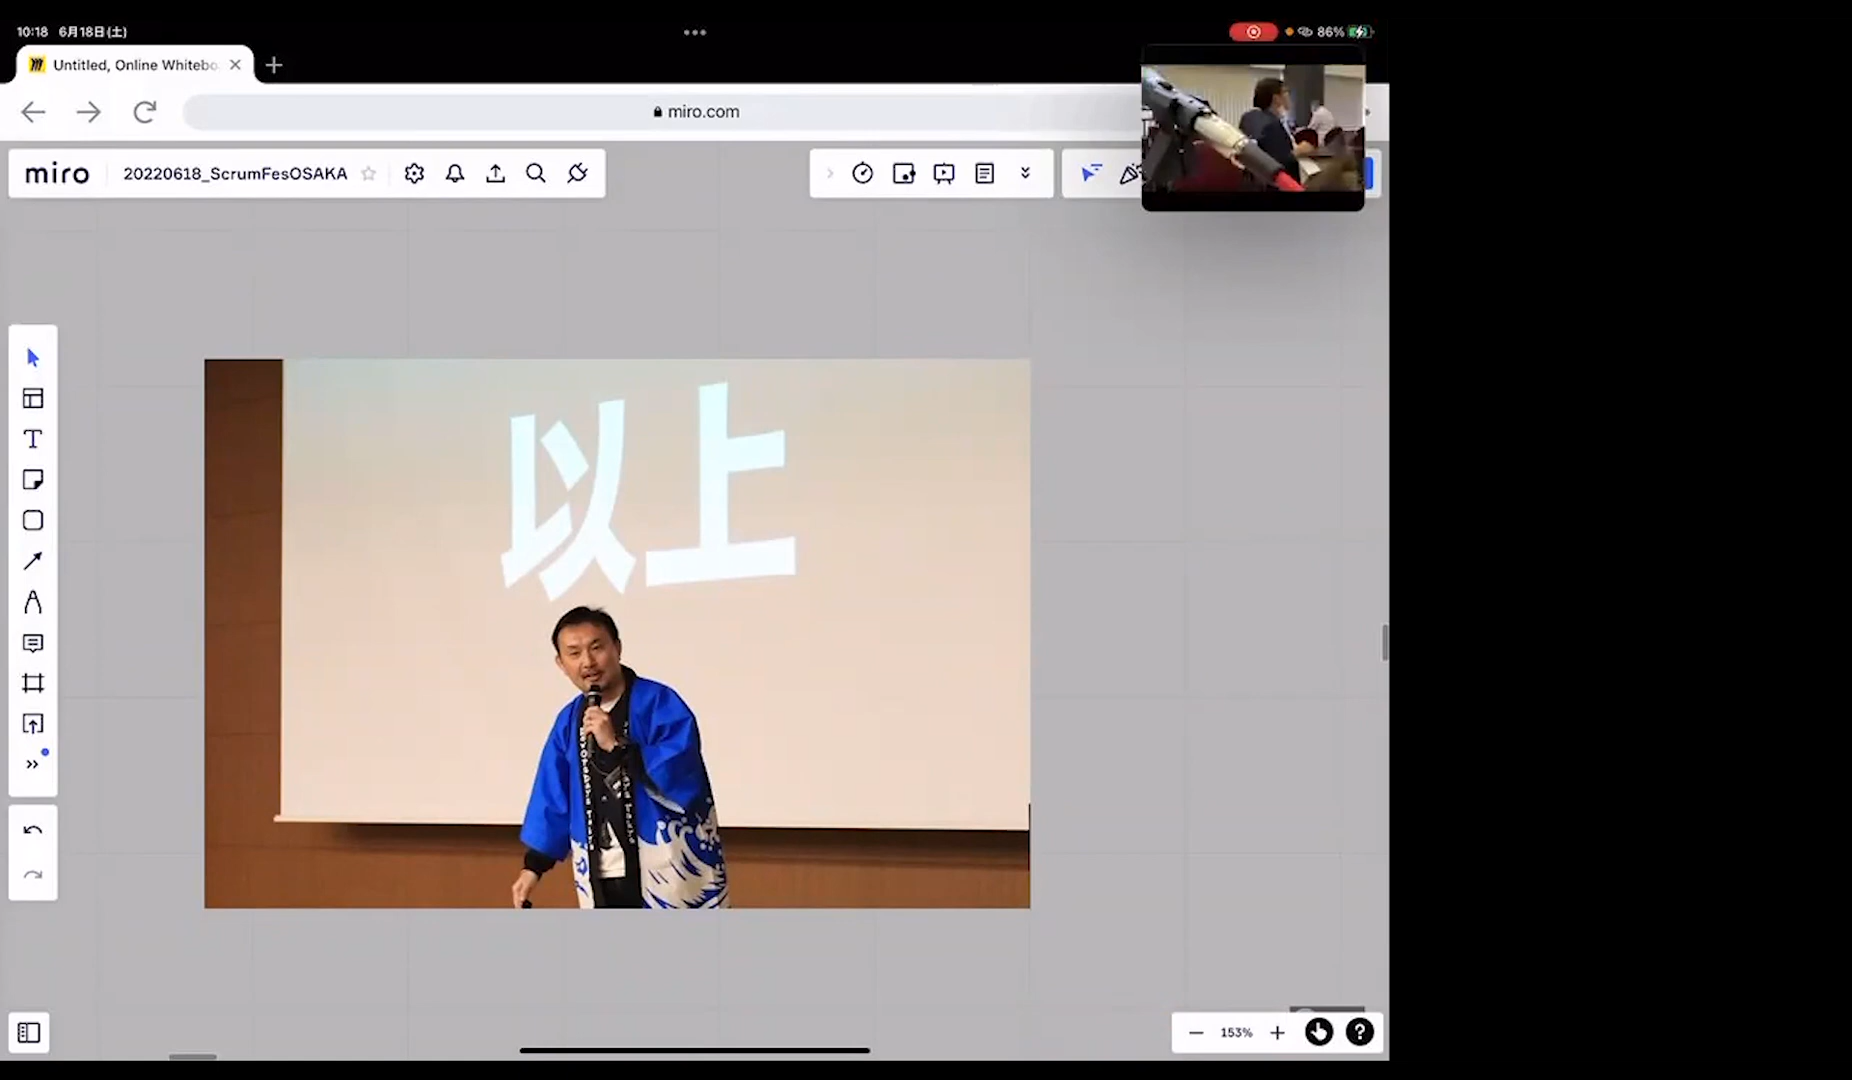 10:18 6月18日(土)
86%
Untitled, Online Whitebo
miro.com
miro
20220618_ScrumFesOSAKA
以上
153%